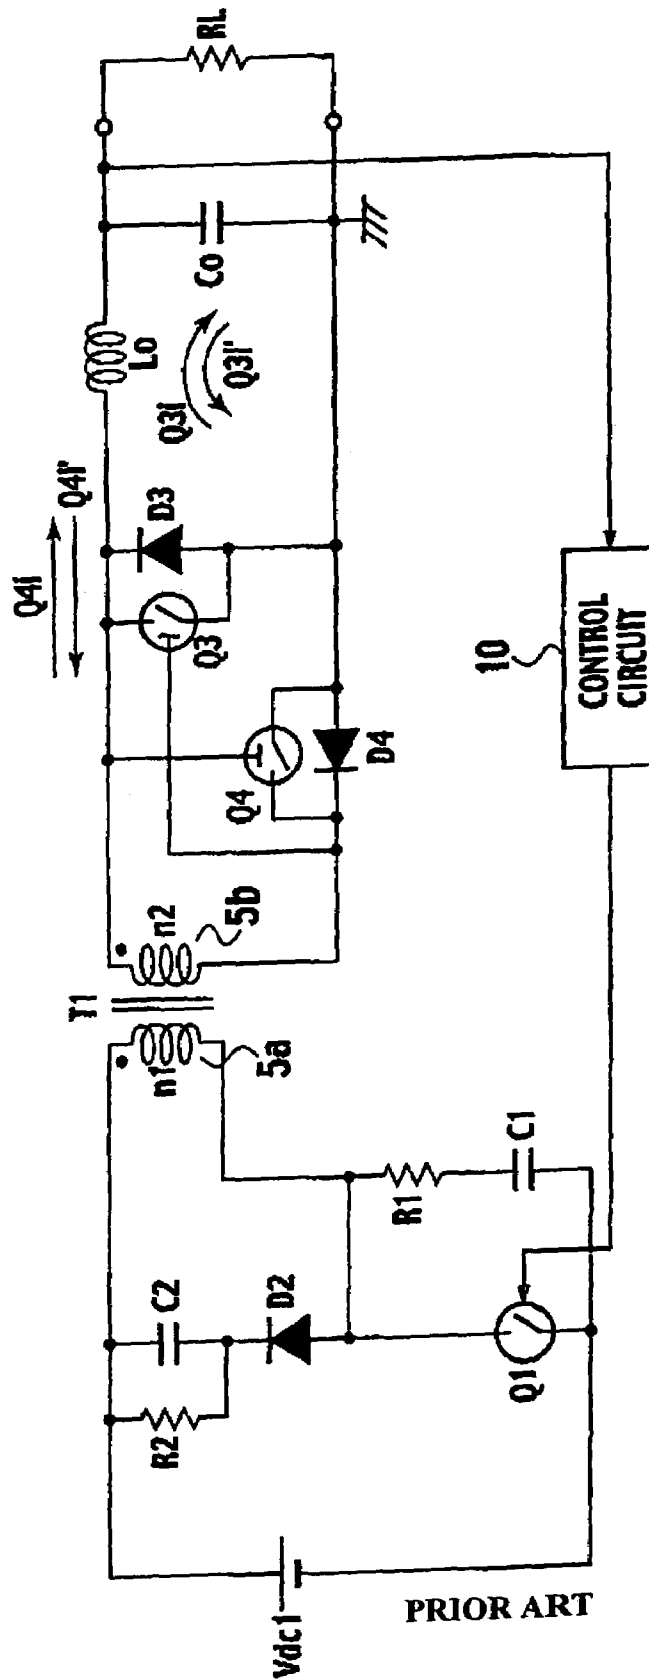 Vdc1
R2
C2
D2
Q1
R1
C1
T1
n1
5a
n2
5b
Q4
D4
Q3
D3
Q4i
Q4i'
Lo
Q3i
Q3i'
Co
RL
10
CONTROL
CIRCUIT
PRIOR ART